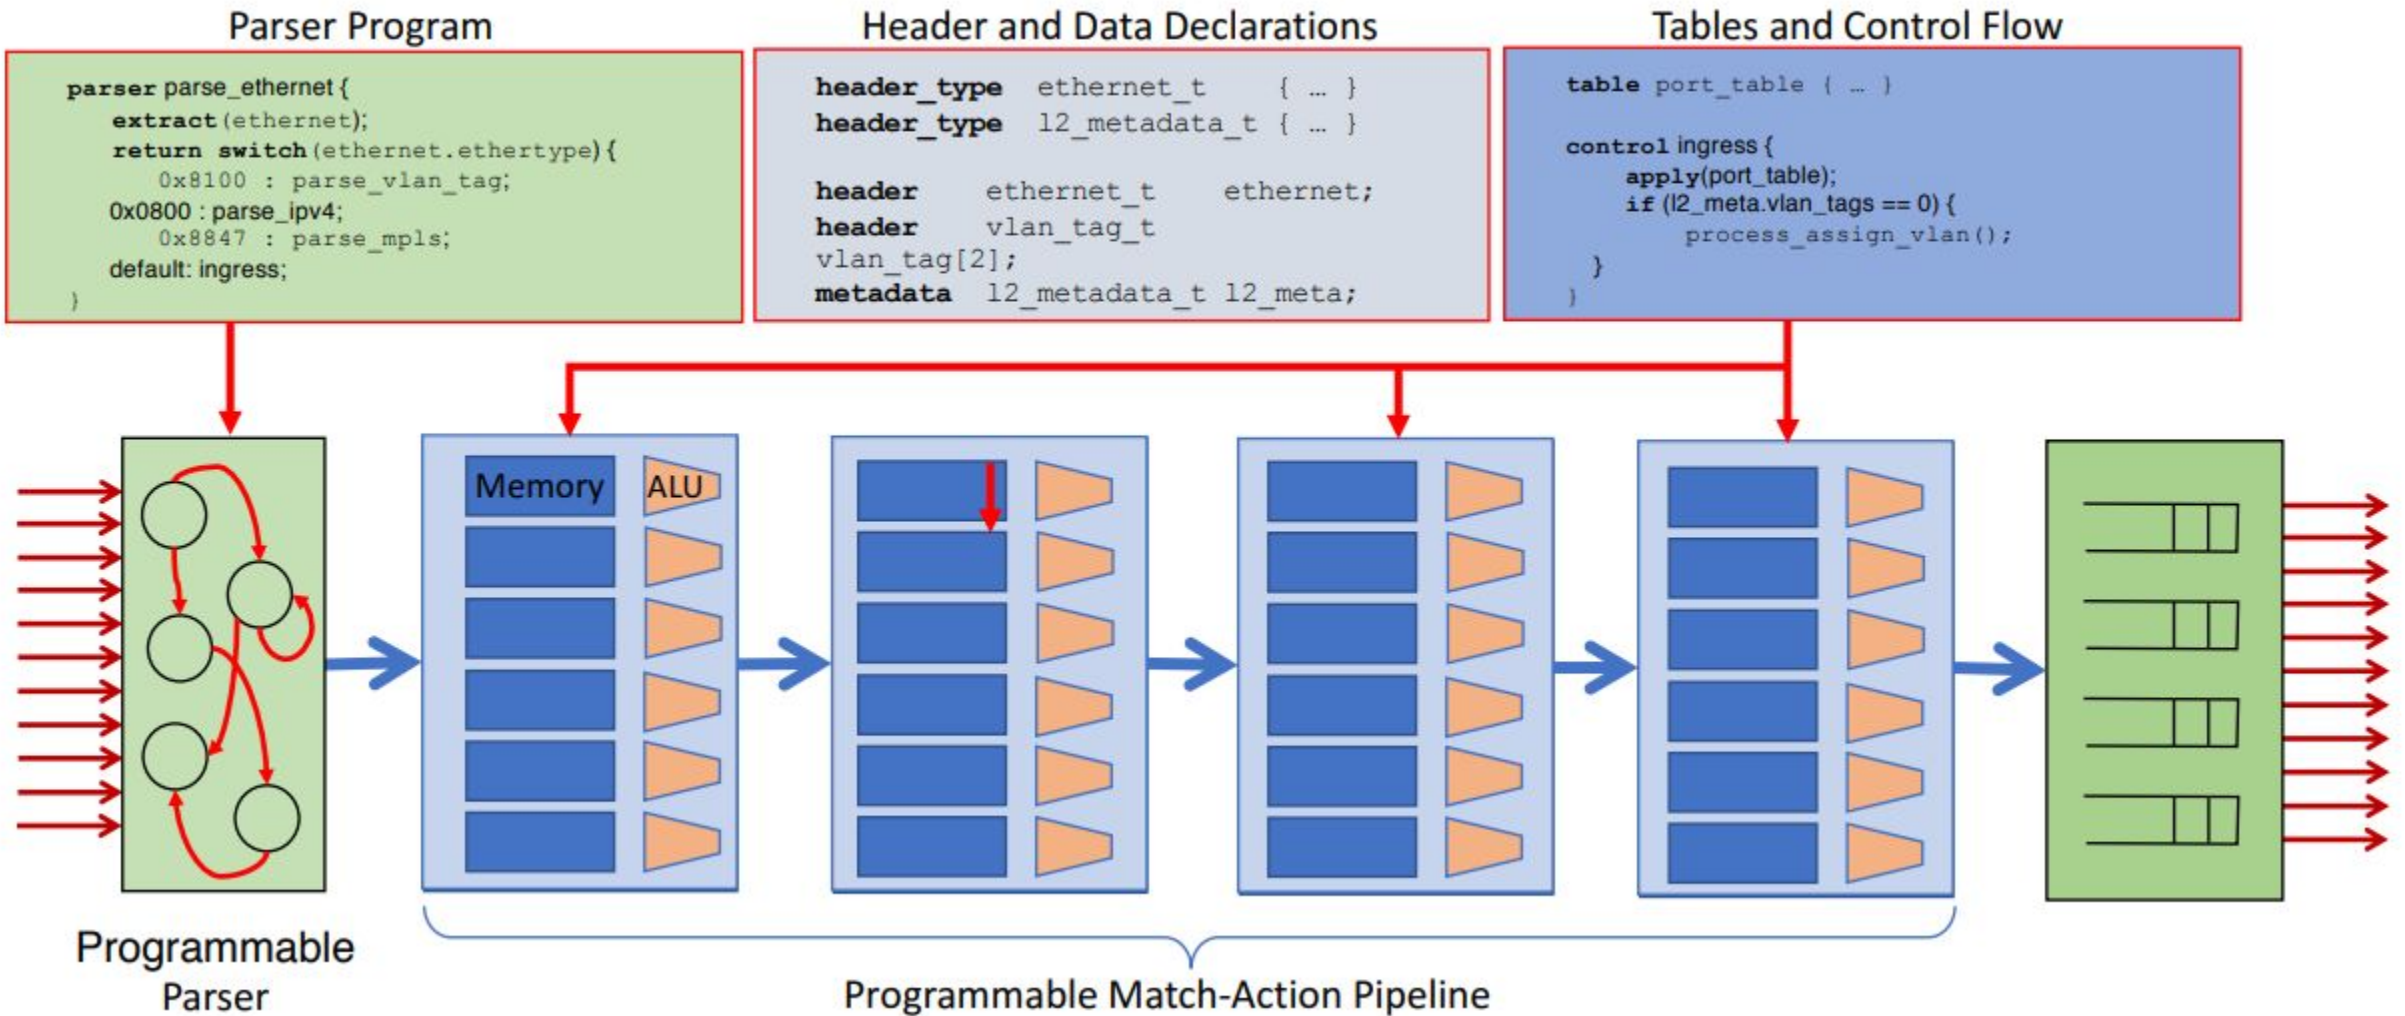 Parser Program
parser parse_ethernet {
extract(ethernet);
return switch(ethernet.ethertype) {
0x8100 : parse_vlan_tag;
0x0800 : parse_ipv4;
0x8847 : parse_mpls;
default: ingress;
}
Header and Data Declarations
header_type ethernet_t { … }
header_type l2_metadata_t { … }
header ethernet_t ethernet;
header vlan_tag_t
vlan_tag[2];
metadata l2_metadata_t l2_meta;
Tables and Control Flow
table port_table { … }
control ingress {
apply(port_table);
if (l2_meta.vlan_tags == 0) {
process_assign_vlan();
}
}
Memory
ALU
Programmable
Parser
Programmable Match-Action Pipeline